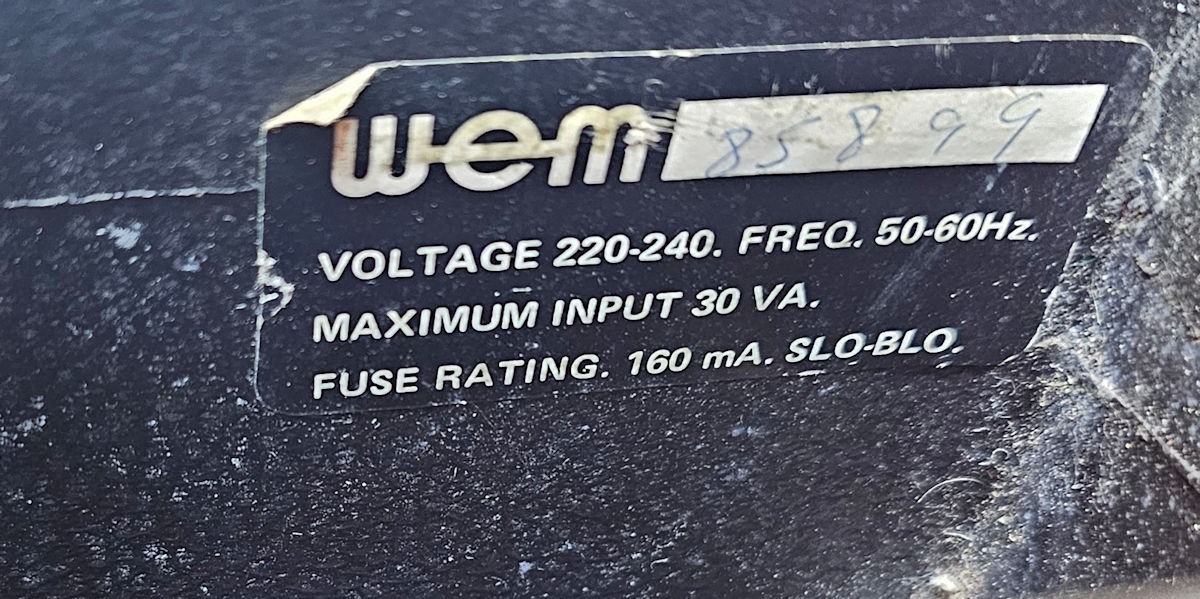 wem 85899
VOLTAGE 220-240. FREQ. 50-60Hz.
MAXIMUM INPUT 30 VA.
FUSE RATING. 160 mA. SLO-BLO.